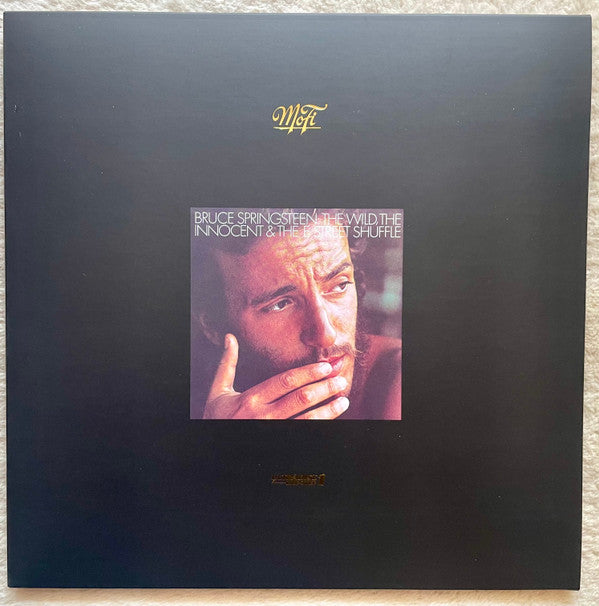 MoFi
BRUCE SPRINGSTEEN THE WILD, THE
INNOCENT & THE E STREET SHUFFLE